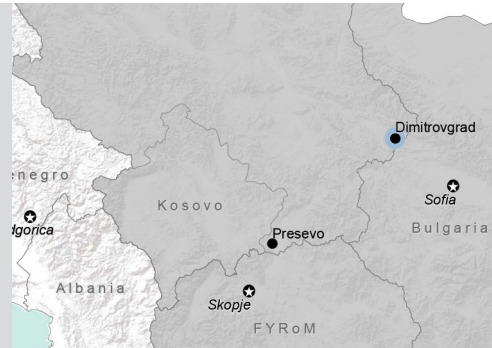 Dimitrovgrad
enegro
Sofia
Kosovo
dgorica
Bulgaria
Presevo
Albania
Skopje
FYRoM